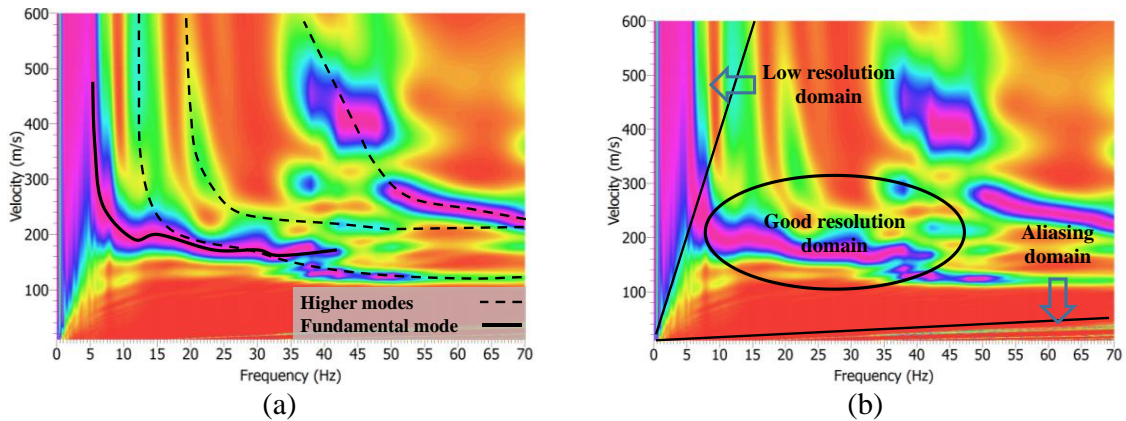 600
500
400
300
200
100
Velocity (m/s)
Higher modes
Fundamental mode
0 5 10 15 20 25 30 35 40 45 50 55 60 65 70
Frequency (Hz)
(a)
600
500
400
300
200
100
Velocity (m/s)
Low resolution
domain
Good resolution
domain
Aliasing
domain
0 5 10 15 20 25 30 35 40 45 50 55 60 65 70
Frequency (Hz)
(b)